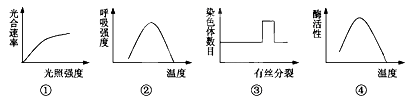 光合速率
光照强度
①
呼吸强度
温度
②
染色体数目
有丝分裂
③
酶活性
温度
④